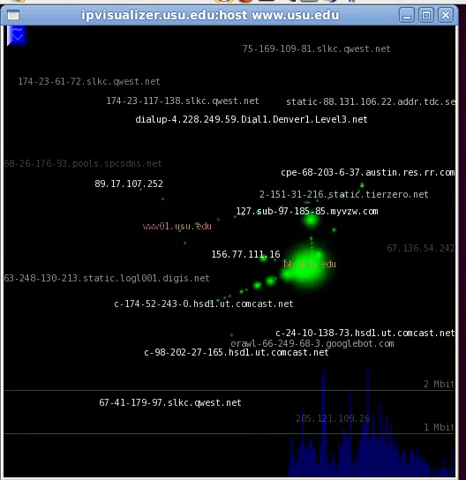 ipvisualizer.usu.edu:host www.usu.edu
75-169-109-81.slkc.qwest.net
174-23-61-72.slkc.qwest.net
174-23-117-138.slkc.qwest.net
static-88.131.106.22.addr.tdc.se
dialup-4.228.249.59.Dial1.Denver1.Level3.net
68-26-176-93.pools.spcsdns.net
cpe-68-203-6-37.austin.res.rr.com
89.17.107.252
2-151-31-216.static.tierzero.net
127.sub-97-185-85.myvzw.com
www01.usu.edu
67.136.54.242
156.77.111.16
.edu
63-248-130-213.static.logl001.digis.net
c-174-52-243-0.hsd1.ut.comcast.net
c-24-10-138-73.hsd1.ut.comcast.net
crawl-66-249-68-3.googlebot.com
c-98-202-27-165.hsd1.ut.comcast.net
2 Mbit
67-41-179-97.slkc.qwest.net
205.121.109.26
1 Mbit